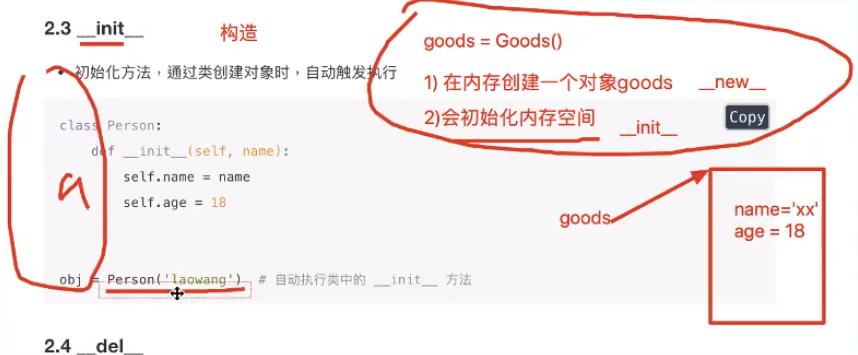 2.3 __init__
构造
goods = Goods()
1) 在内存创建一个对象goods __new__
2)会初始化内存空间 __init__
• 初始化方法，通过类创建对象时，自动触发执行
Copy
class Person:
def __init__(self, name):
self.name = name
self.age = 18
a
goods
name='xx'
age = 18
obj = Person('laowang') # 自动执行类中的 __init__ 方法
2.4 __del__